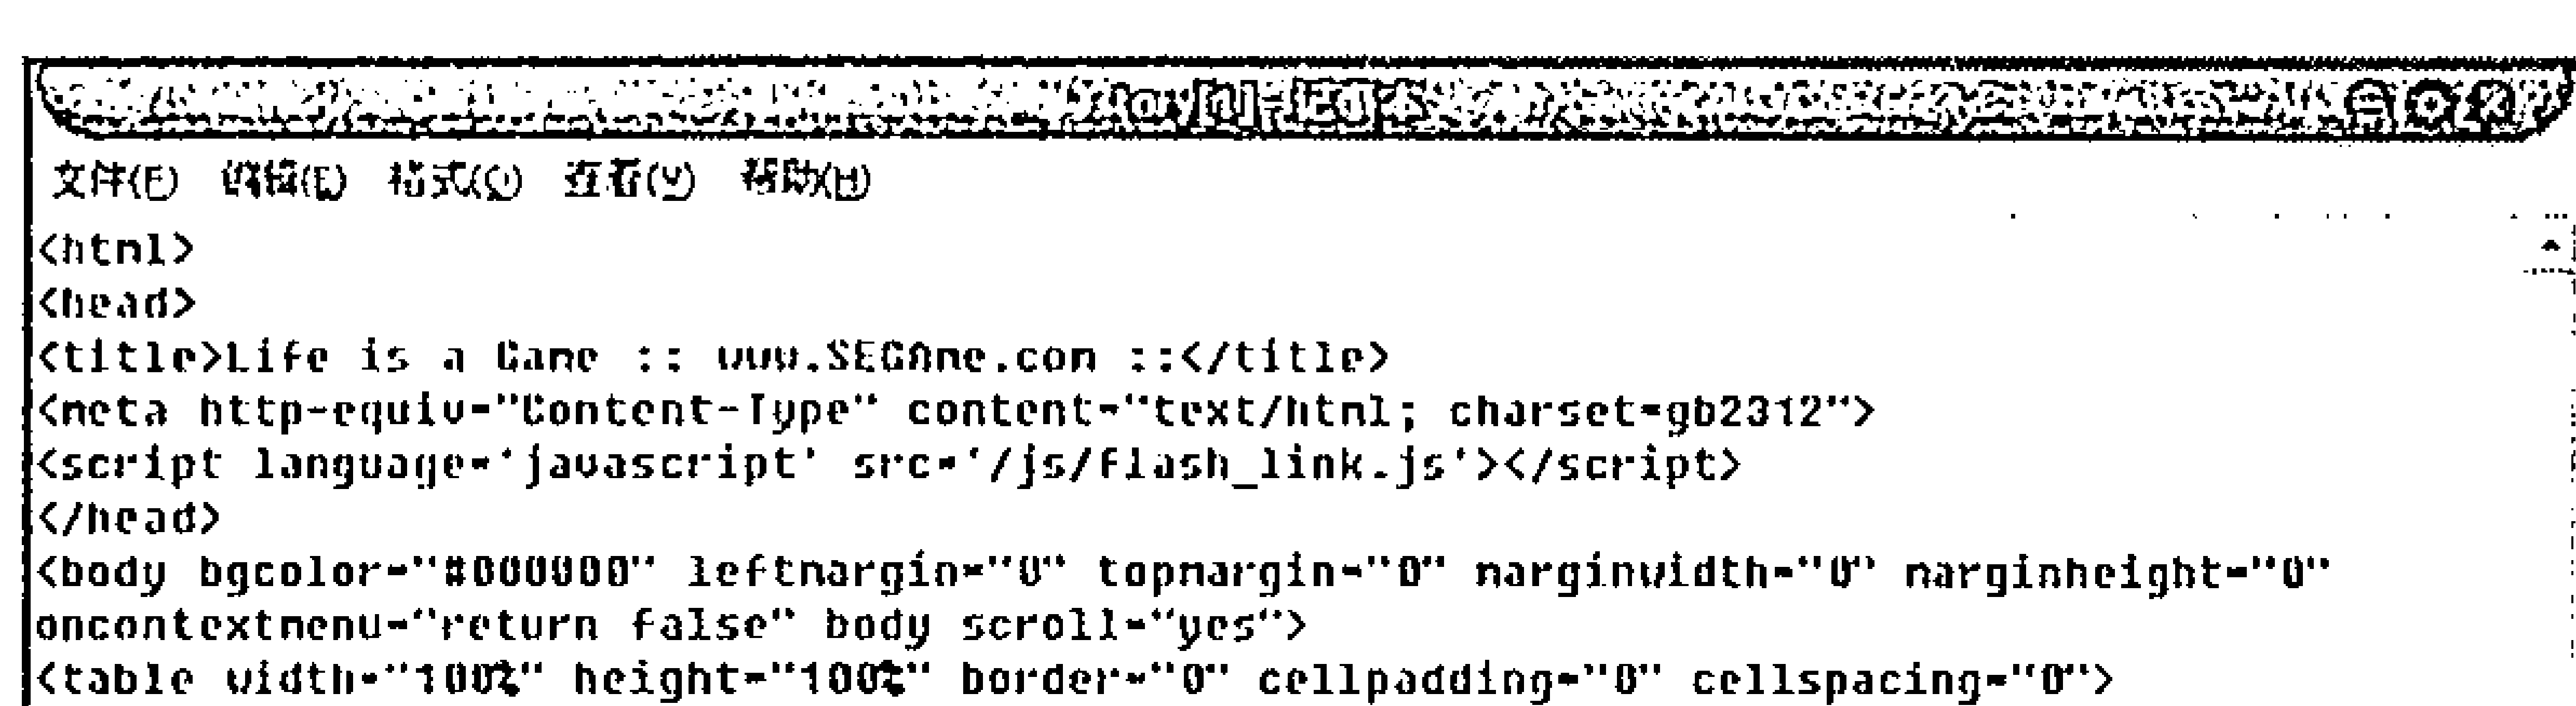 文件(F) 编辑(E) 格式(O) 查看(V) 帮助(H)
<html>
<head>
<title>Life is a Game :: www.SEGAme.com ::</title>
<meta http-equiv="Content-Type" content="text/html; charset=gb2312">
<script language='javascript' src='/js/flash_link.js'></script>
</head>
<body bgcolor="#000000" leftmargin="0" topmargin="0" marginwidth="0" marginheight="0"
oncontextmenu="return false" body scroll="yes">
<table width="100%" height="100%" border="0" cellpadding="0" cellspacing="0">